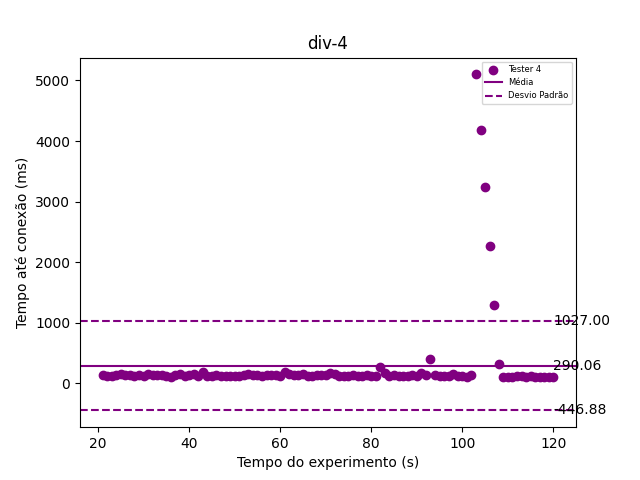 div-4
Tester 4
Média
Desvio Padrão
Tempo até conexão (ms)
5000
4000
3000
2000
1000
0
1027.00
290.06
-446.88
20
40
60
80
100
120
Tempo do experimento (s)